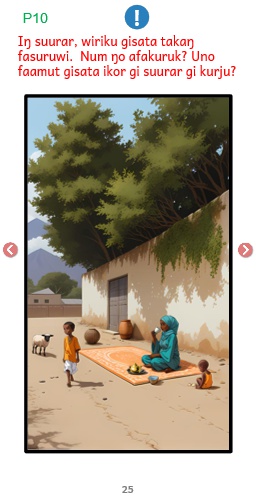 P10
!
Iŋ suurar, wiriku gisata takaŋ
fasuruwi. Num ŋo afakuruk? Uno
faamut gisata ikor gi suurar gi kurju?
25